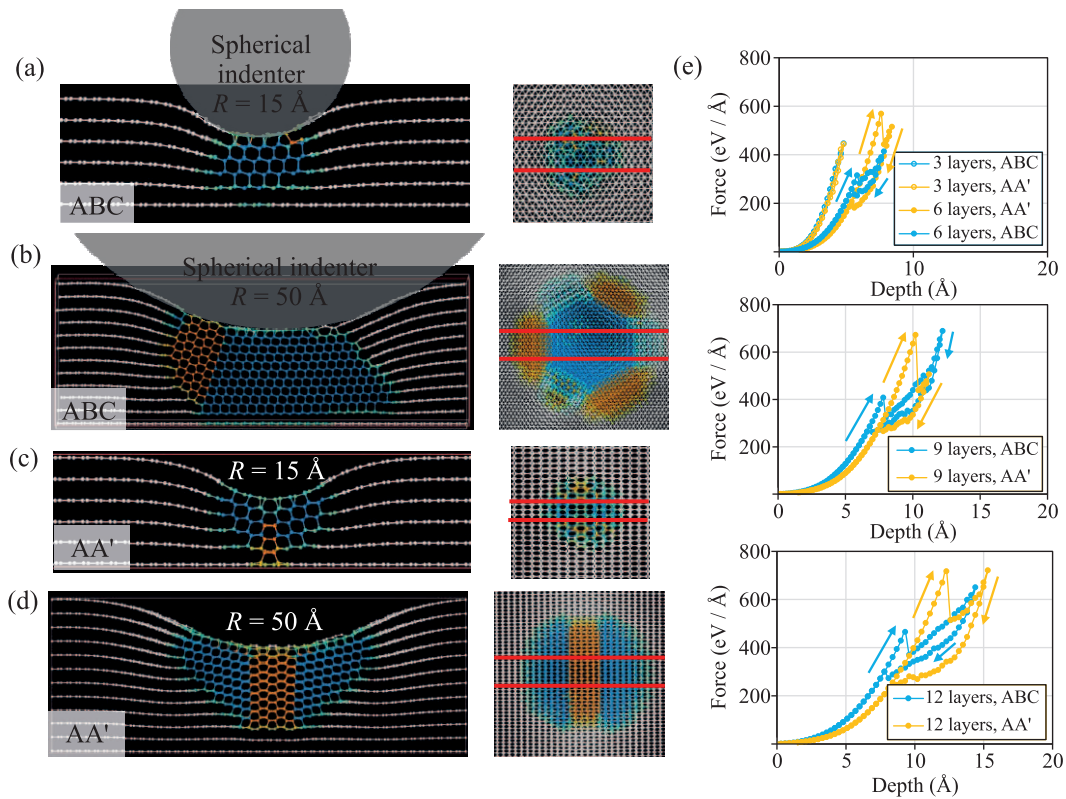 (a)
Spherical
indenter
R = 15 Å
ABC
(b)
Spherical indenter
R = 50 Å
ABC
(c)
R = 15 Å
AA'
(d)
R = 50 Å
AA'
(e)
800
600
400
200
0
0
10
20
Force (eV / Å)
Depth (Å)
3 layers, ABC
3 layers, AA'
6 layers, AA'
6 layers, ABC
800
600
400
200
0
0
5
10
15
20
Force (eV / Å)
Depth (Å)
9 layers, ABC
9 layers, AA'
800
600
400
200
0
0
5
10
15
20
Force (eV / Å)
Depth (Å)
12 layers, ABC
12 layers, AA'